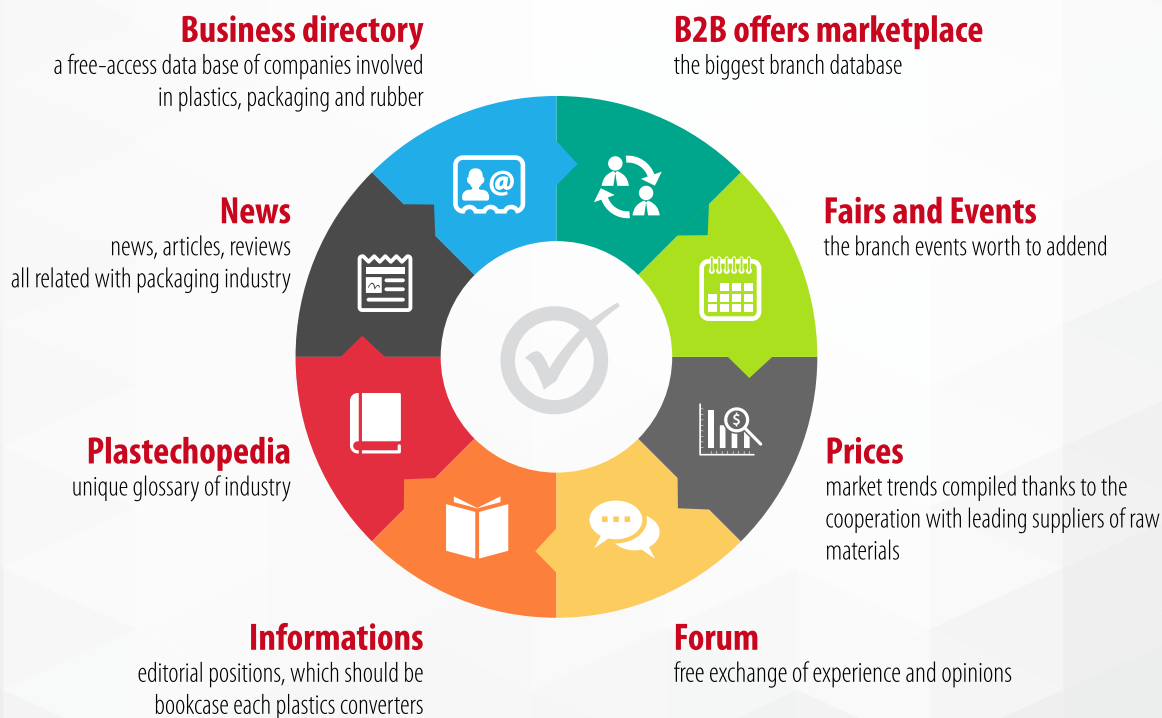 Business directory
a free-access data base of companies involved
in plastics, packaging and rubber
B2B offers marketplace
the biggest branch database
News
news, articles, reviews
all related with packaging industry
Fairs and Events
the branch events worth to addend
Plastechopedia
unique glossary of industry
Prices
market trends compiled thanks to the
cooperation with leading suppliers of raw
materials
Informations
editorial positions, which should be
bookcase each plastics converters
Forum
free exchange of experience and opinions
@
$